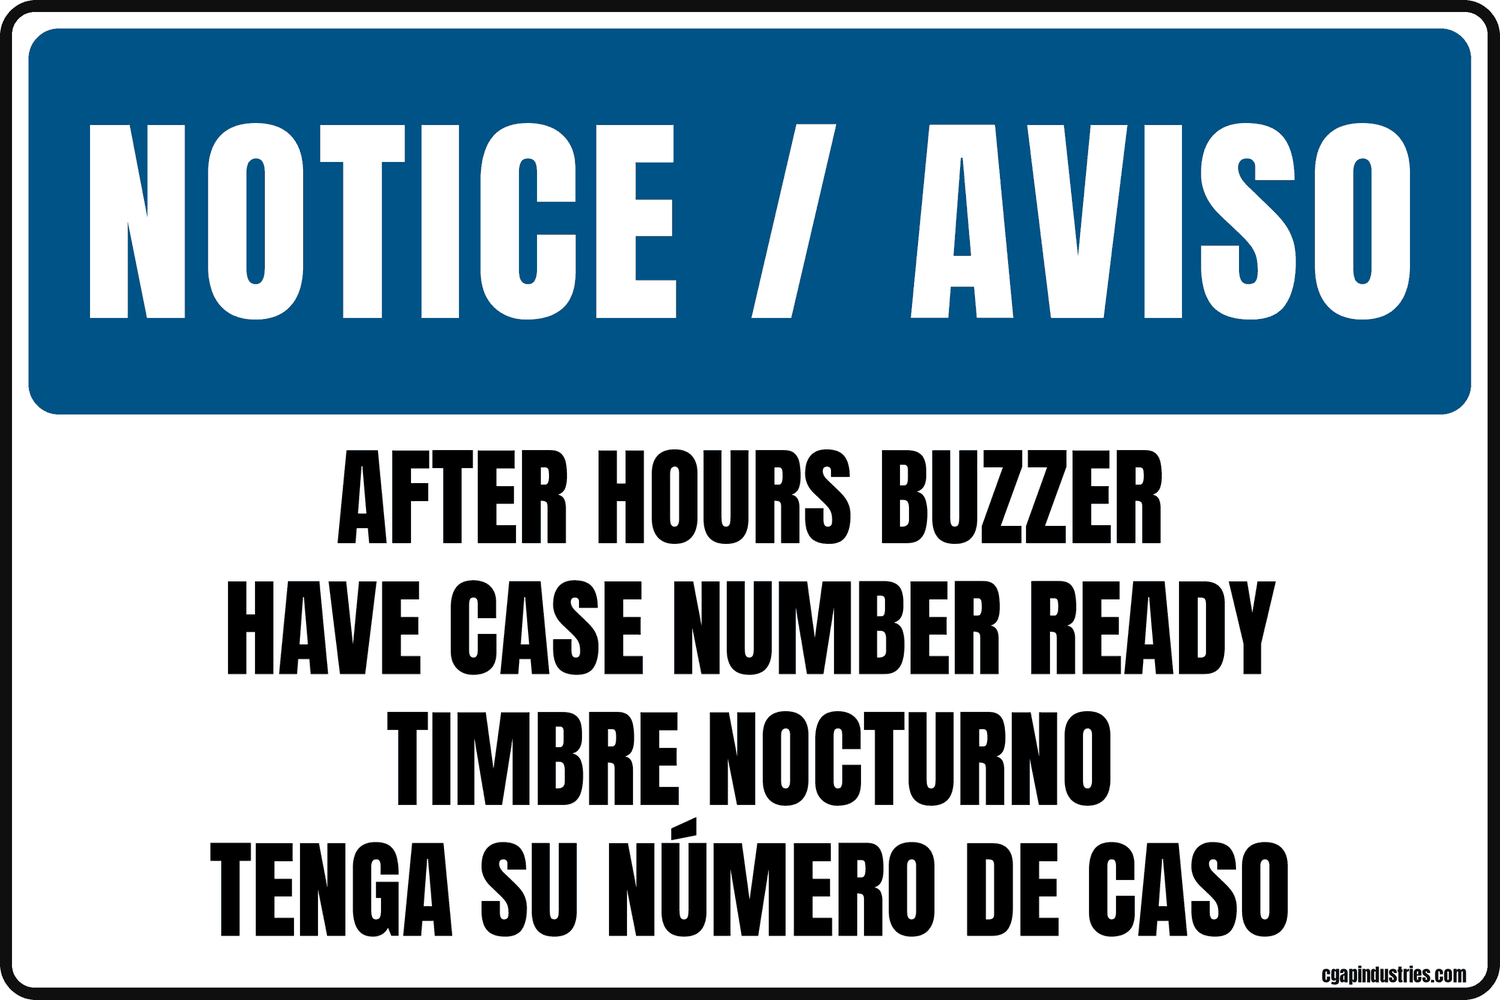 NOTICE / AVISO
AFTER HOURS BUZZER
HAVE CASE NUMBER READY
TIMBRE NOCTURNO
TENGA SU NÚMERO DE CASO
cgapindustries.com